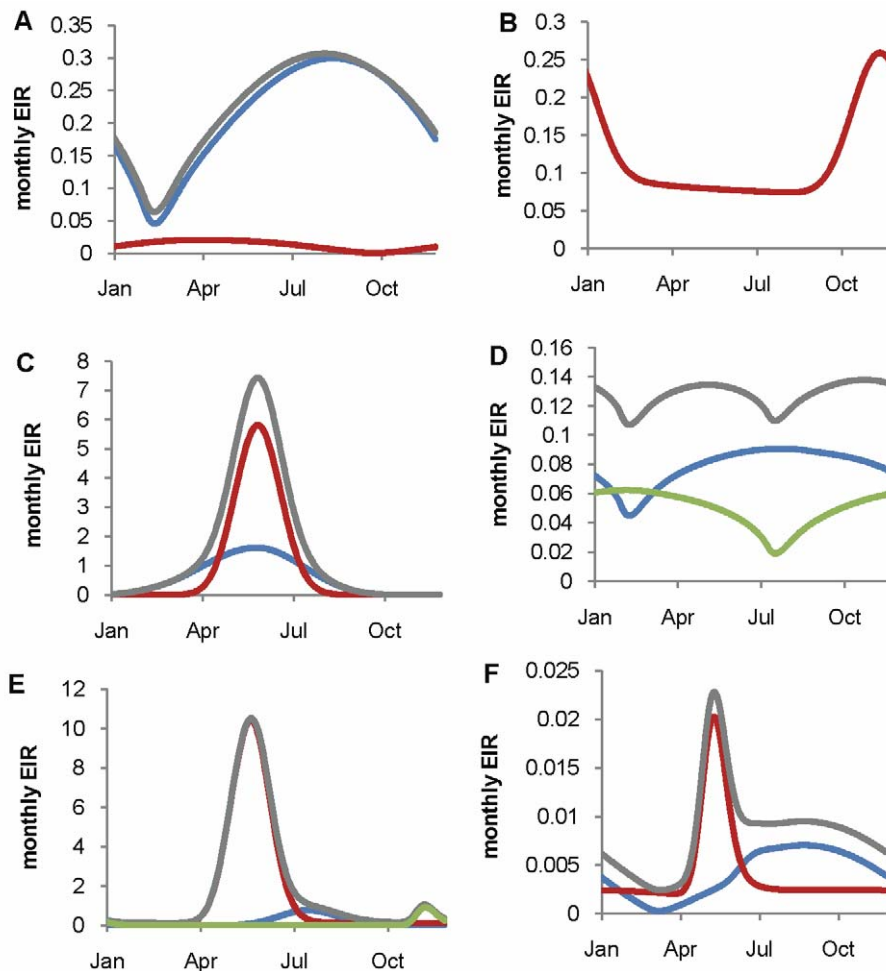 A
monthly EIR
0.35
0.3
0.25
0.2
0.15
0.1
0.05
0
Jan Apr Jul Oct
B
monthly EIR
0.3
0.25
0.2
0.15
0.1
0.05
0
Jan Apr Jul Oct
C
monthly EIR
8
7
6
5
4
3
2
1
0
Jan Apr Jul Oct
D
monthly EIR
0.16
0.14
0.12
0.1
0.08
0.06
0.04
0.02
0
Jan Apr Jul Oct
E
monthly EIR
12
10
8
6
4
2
0
Jan Apr Jul Oct
F
monthly EIR
0.025
0.02
0.015
0.01
0.005
0
Jan Apr Jul Oct